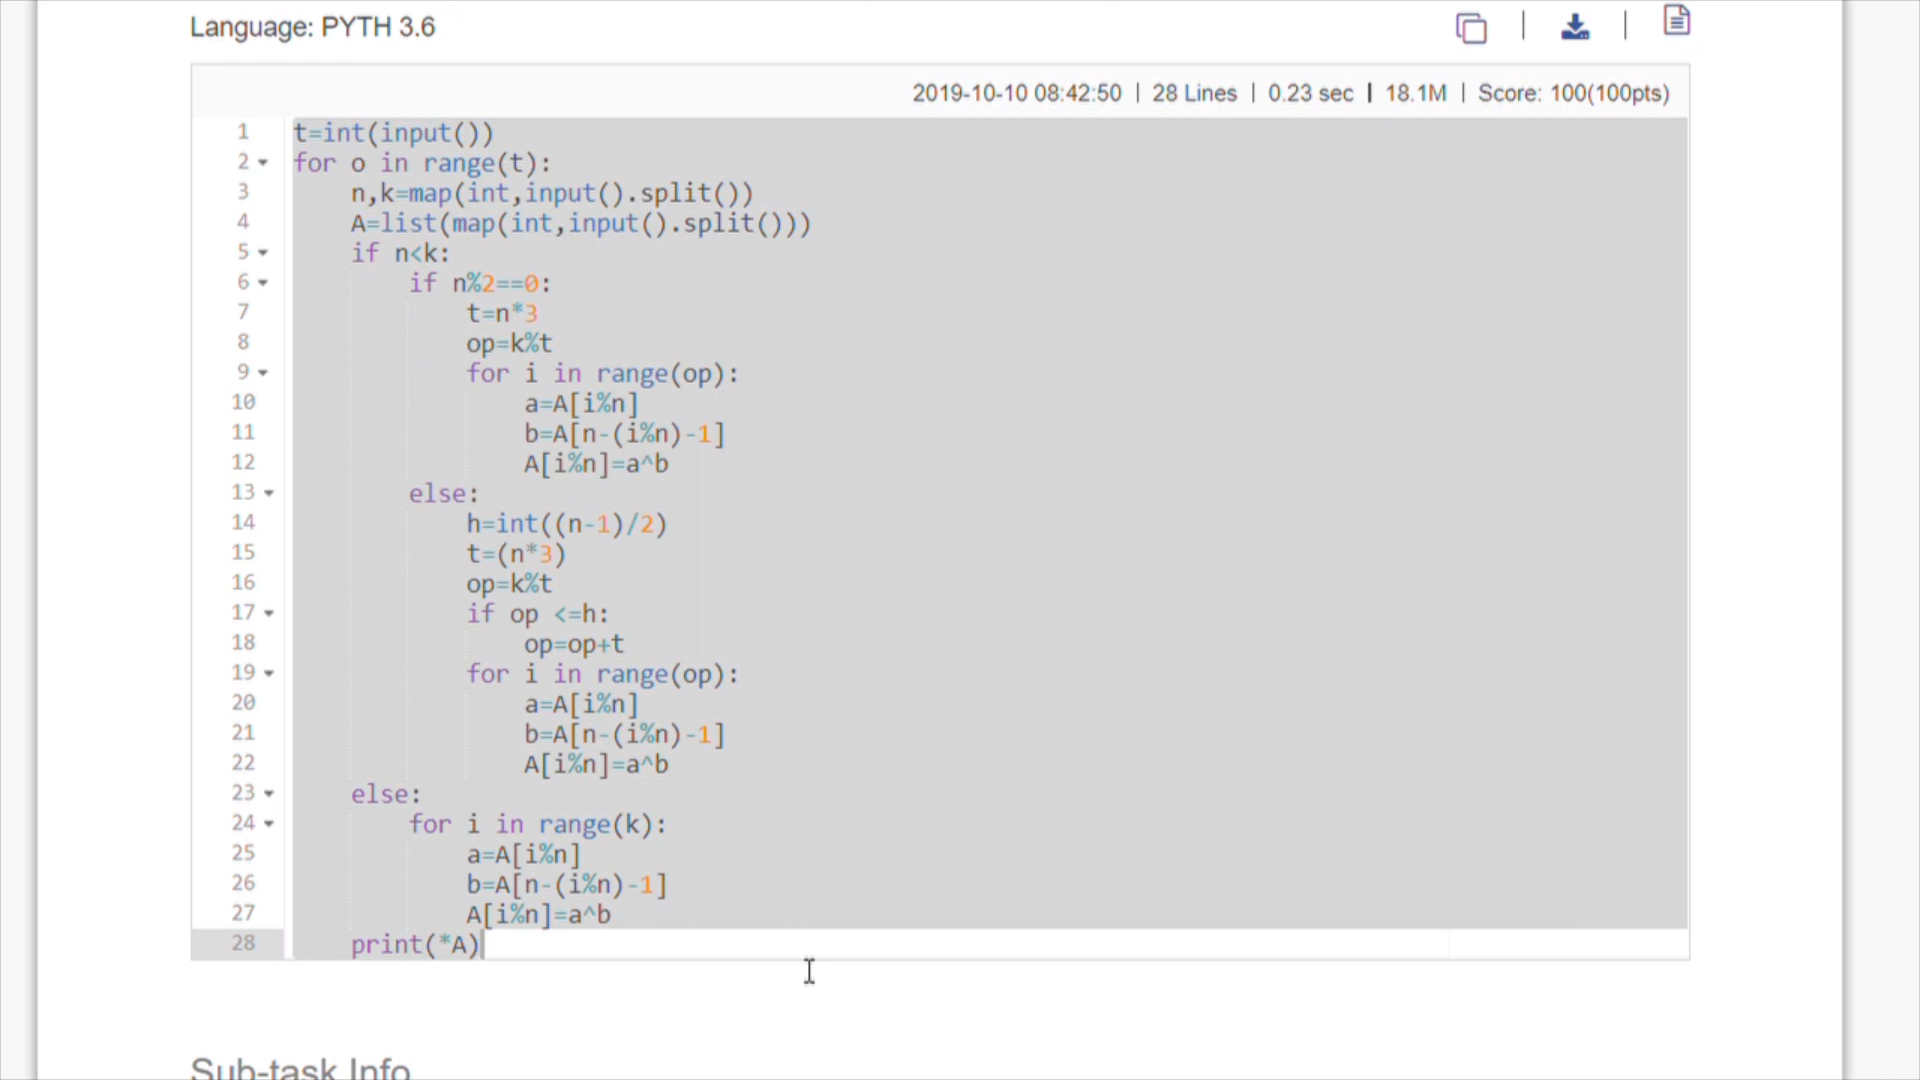 Language: PYTH 3.6
2019-10-10 08:42:50 | 28 Lines | 0.23 sec | 18.1M | Score: 100(100pts)
1 t=int(input())
2 for o in range(t):
3     n,k=map(int,input().split())
4     A=list(map(int,input().split()))
5     if n<k:
6         if n%2==0:
7             t=n*3
8             op=k%t
9             for i in range(op):
10                 a=A[i%n]
11                 b=A[n-(i%n)-1]
12                 A[i%n]=a^b
13         else:
14             h=int((n-1)/2)
15             t=(n*3)
16             op=k%t
17             if op <=h:
18                 op=op+t
19             for i in range(op):
20                 a=A[i%n]
21                 b=A[n-(i%n)-1]
22                 A[i%n]=a^b
23     else:
24         for i in range(k):
25             a=A[i%n]
26             b=A[n-(i%n)-1]
27             A[i%n]=a^b
28     print(*A)
Sub-task Info